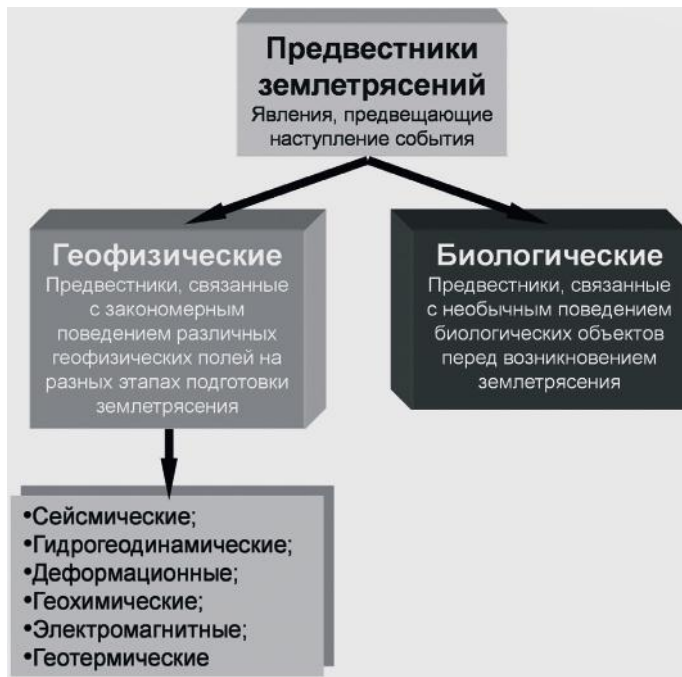 Предвестники
землетрясений
Явления, предвещающие
наступление события
Геофизические
Предвестники, связанные
с закономерным
поведением различных
геофизических полей на
разных этапах подготовки
землетрясения
Биологические
Предвестники, связанные
с необычным поведением
биологических объектов
перед возникновением
землетрясения
•Сейсмические;
•Гидрогеодинамические;
•Деформационные;
•Геохимические;
•Электромагнитные;
•Геотермические